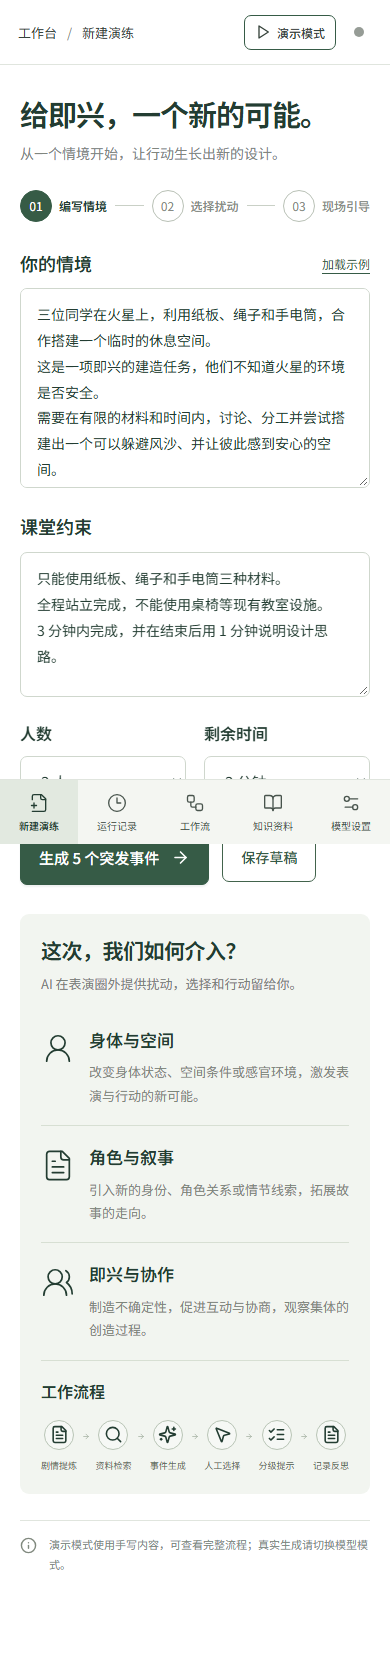 工作台 / 新建演练
演示模式
给即兴，一个新的可能。
从一个情境开始，让行动生长出新的设计。
01 编写情境 02 选择扰动 03 现场引导
你的情境 加载示例
三位同学在火星上，利用纸板、绳子和手电筒，合
作搭建一个临时的休息空间。
这是一项即兴的建造任务，他们不知道火星的环境
是否安全。
需要在有限的材料和时间内，讨论、分工并尝试搭
建出一个可以躲避风沙、并让彼此感到安心的空
间。
课堂约束
只能使用纸板、绳子和手电筒三种材料。
全程站立完成，不能使用桌椅等现有教室设施。
3 分钟内完成，并在结束后用 1 分钟说明设计思
路。
人数 剩余时间
新建演练 运行记录 工作流 知识资料 模型设置
生成 5 个突发事件 保存草稿
这次，我们如何介入？
AI 在表演圈外提供扰动，选择和行动留给你。
身体与空间
改变身体状态、空间条件或感官环境，激发表
演与行动的新可能。
角色与叙事
引入新的身份、角色关系或情节线索，拓展故
事的走向。
即兴与协作
制造不确定性，促进互动与协商，观察集体的
创造过程。
工作流程
剧情提炼 资料检索 事件生成 人工选择 分级提示 记录反思
演示模式使用手写内容，可查看完整流程；真实生成请切换模型模
式。